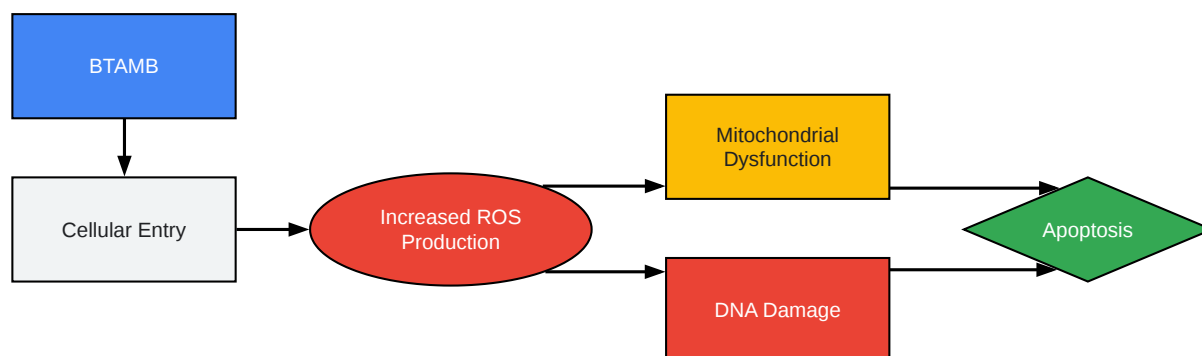 BTAMB
Cellular Entry
Increased ROS
Production
Mitochondrial
Dysfunction
DNA Damage
Apoptosis